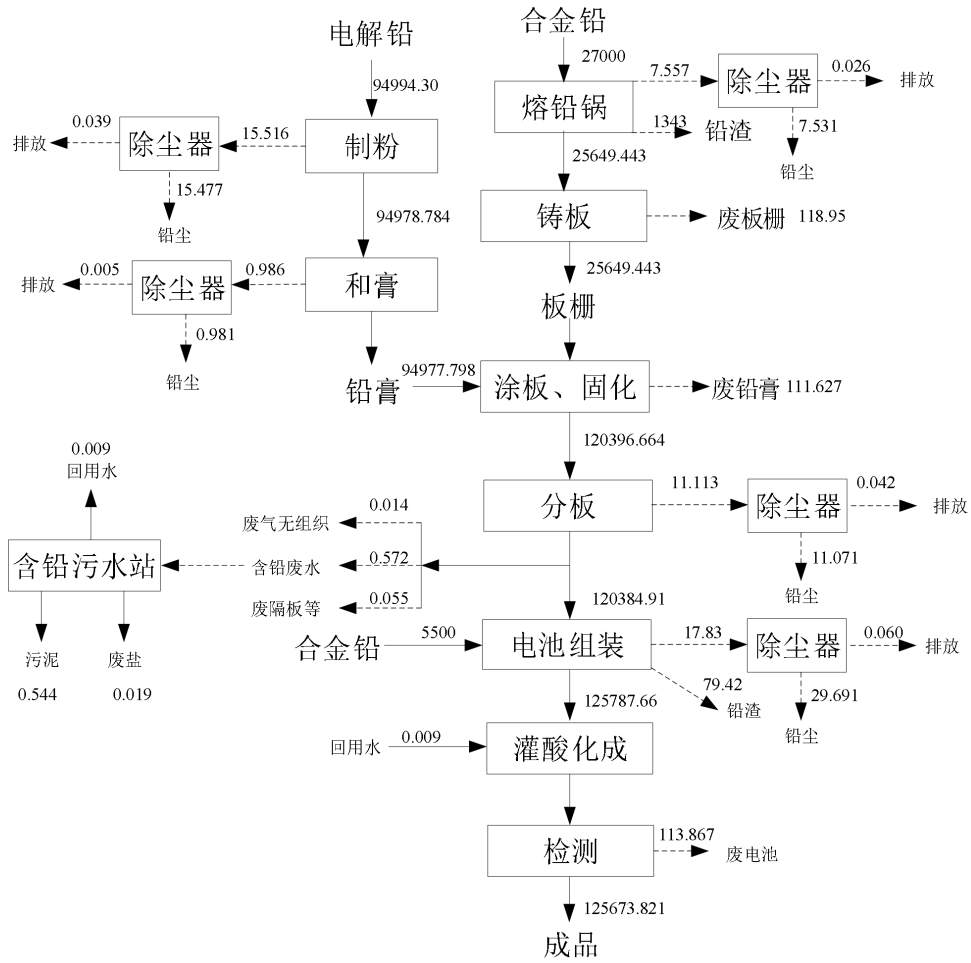 电解铅
合金铅
94994.30
27000
0.039
排放
除尘器
15.516
制粉
15.477
铅尘
94978.784
熔铅锅
7.557
除尘器
0.026
排放
7.531
铅尘
1343
铅渣
25649.443
铸板
废板栅
118.95
0.005
排放
除尘器
0.986
和膏
0.981
铅尘
25649.443
板栅
铅膏
94977.798
涂板、固化
废铅膏
111.627
120396.664
0.009
回用水
分板
11.113
除尘器
0.042
排放
11.071
铅尘
废气无组织
0.014
含铅污水站
含铅废水
0.572
废隔板等
0.055
120384.91
污泥
废盐
0.544
0.019
合金铅
5500
电池组装
17.83
除尘器
0.060
排放
29.691
铅尘
79.42
铅渣
125787.66
回用水
0.009
灌酸化成
检测
113.867
废电池
125673.821
成品